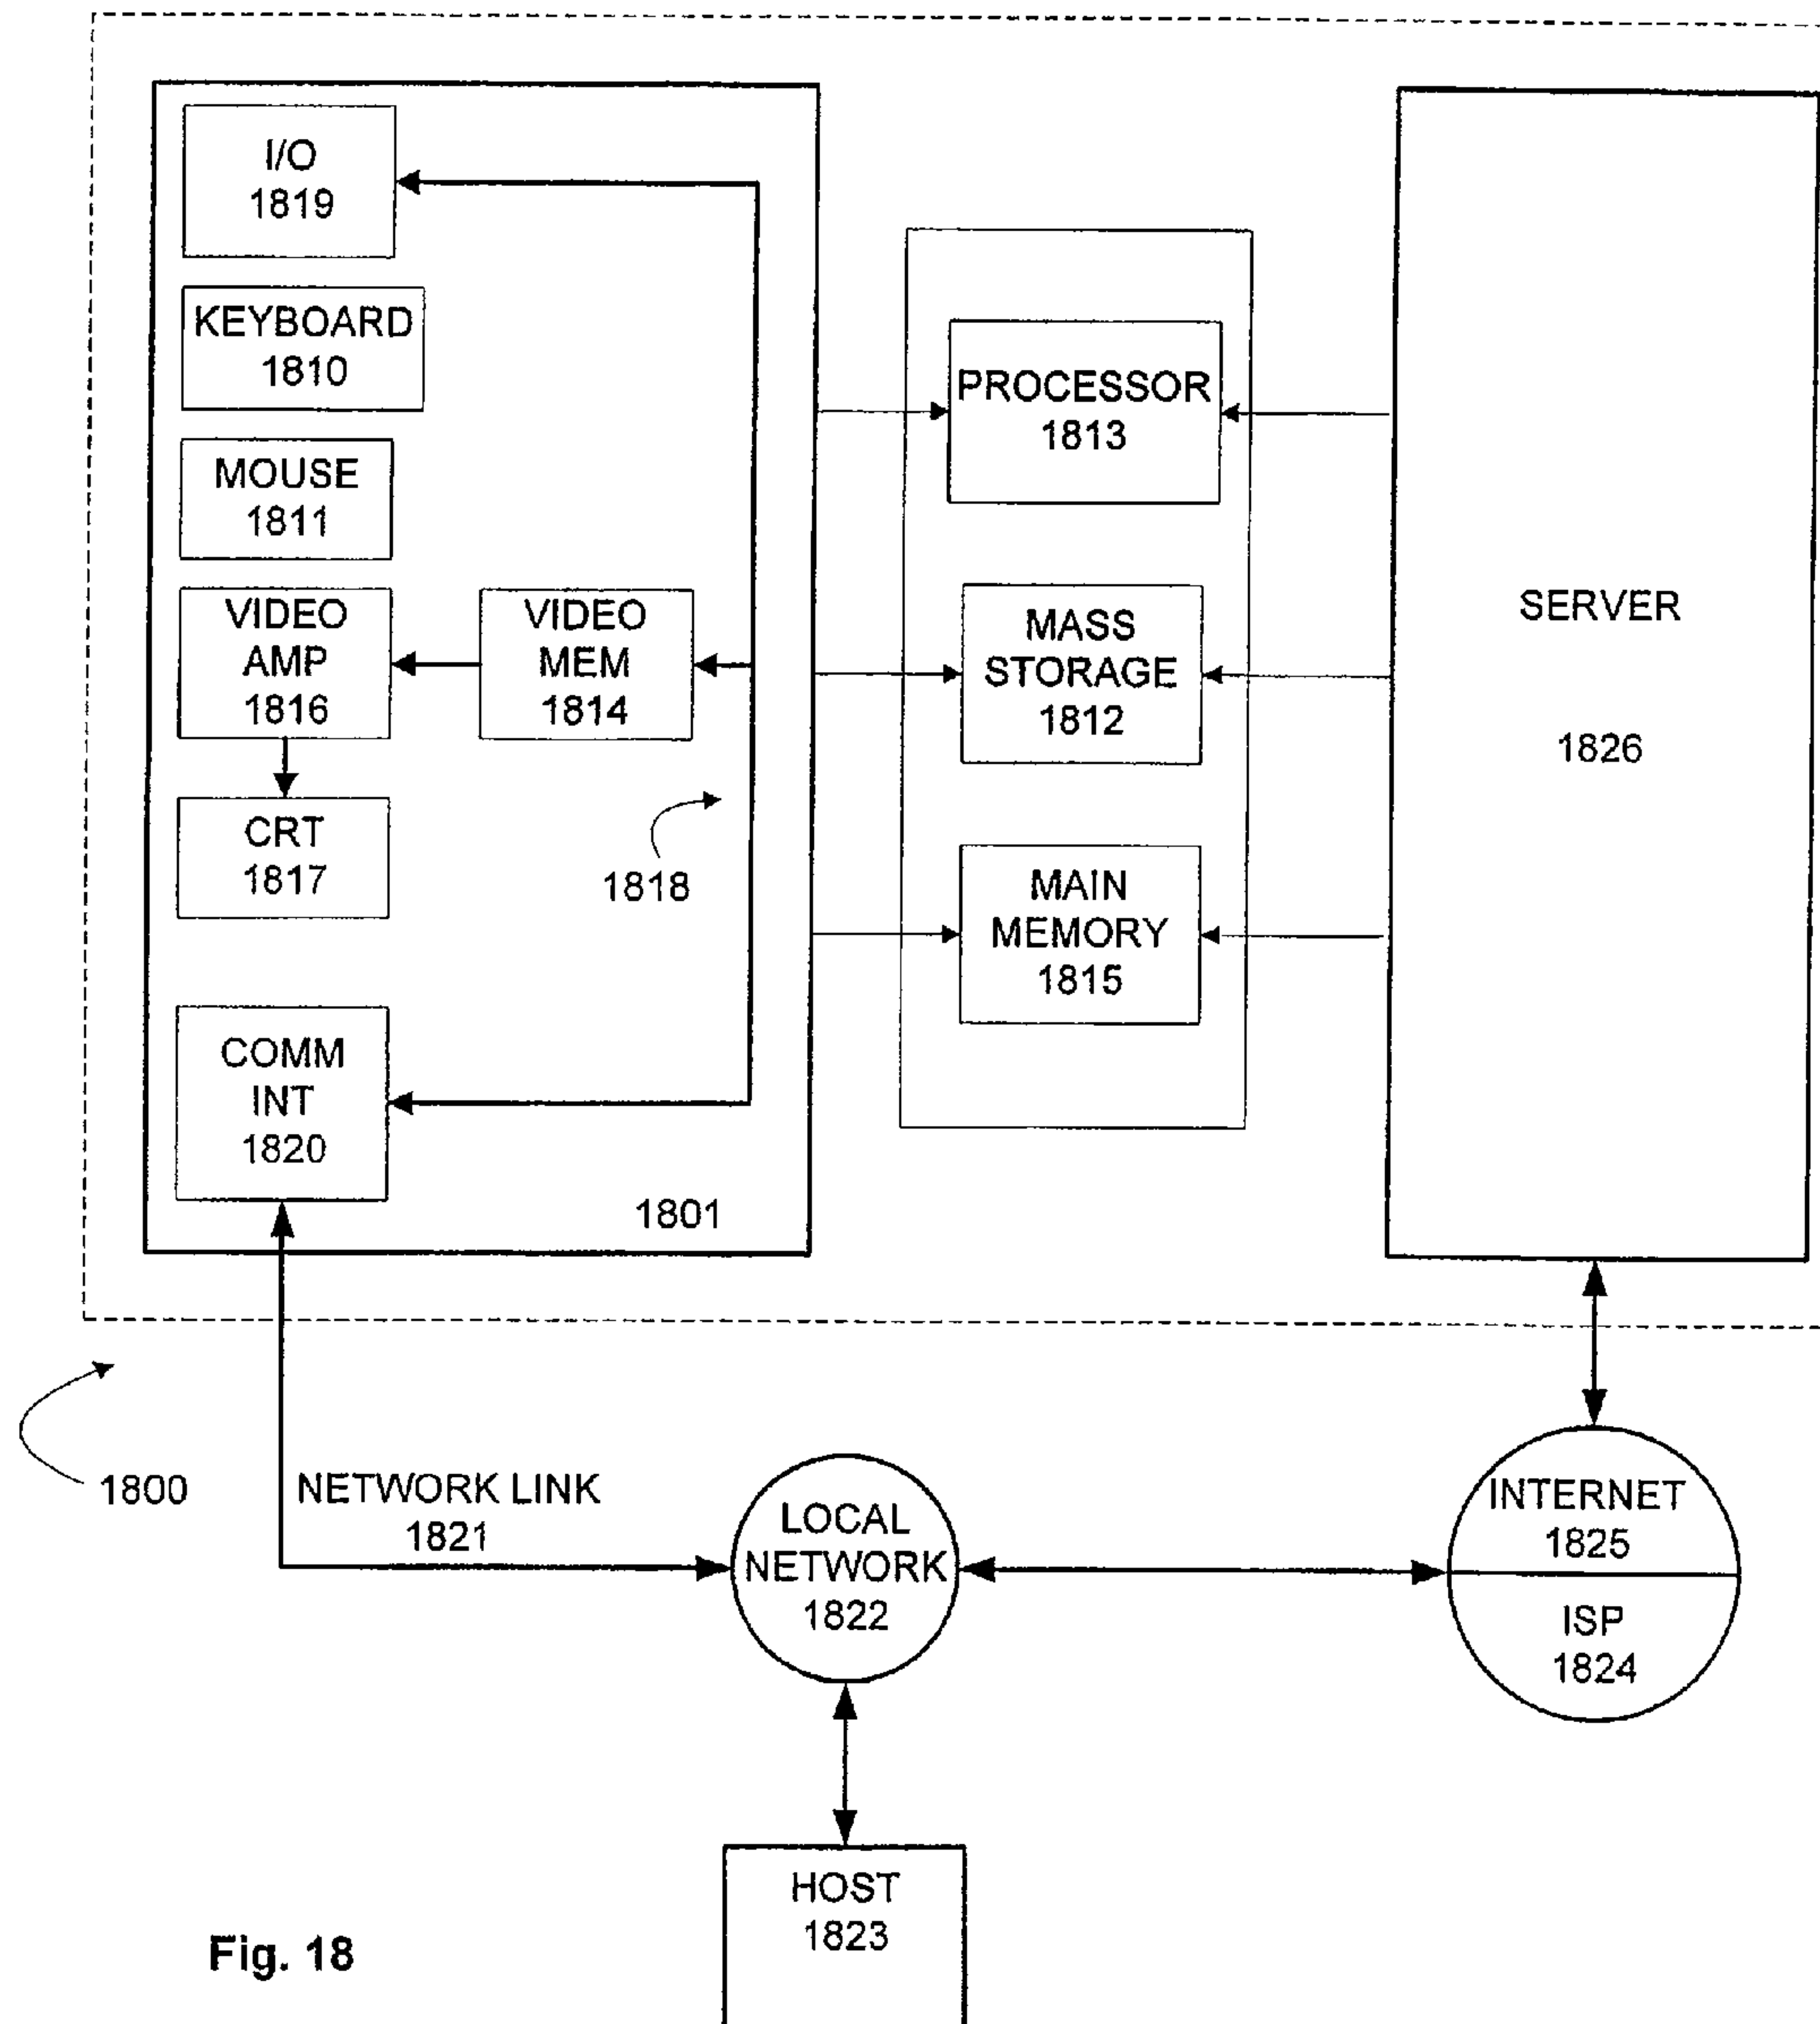 I/O
1819
KEYBOARD
1810
MOUSE
1811
VIDEO
AMP
1816
VIDEO
MEM
1814
CRT
1817
1818
COMM
INT
1820
1801
PROCESSOR
1813
MASS
STORAGE
1812
MAIN
MEMORY
1815
SERVER
1826
1800
NETWORK LINK
1821
LOCAL
NETWORK
1822
INTERNET
1825
ISP
1824
HOST
1823
Fig. 18